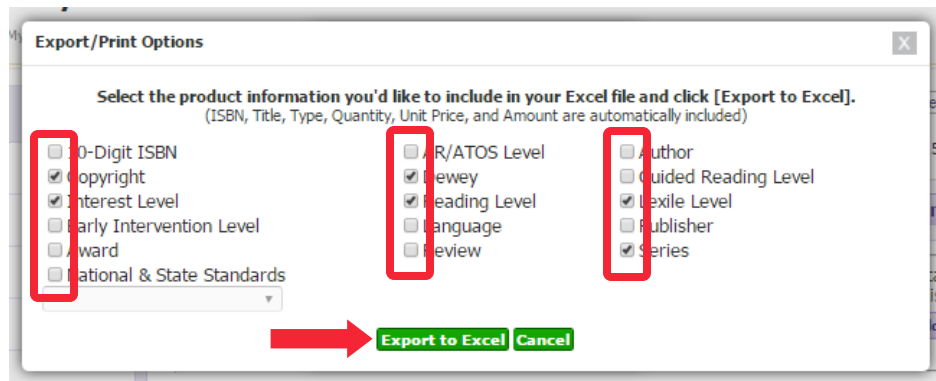 Export/Print Options
X
Select the product information you'd like to include in your Excel file and click [Export to Excel].
(ISBN, Title, Type, Quantity, Unit Price, and Amount are automatically included)
10-Digit ISBN AR/ATOS Level Author
Copyright Dewey Guided Reading Level
Interest Level Reading Level Lexile Level
Early Intervention Level Language Publisher
Award Review Series
National & State Standards
Export to Excel Cancel